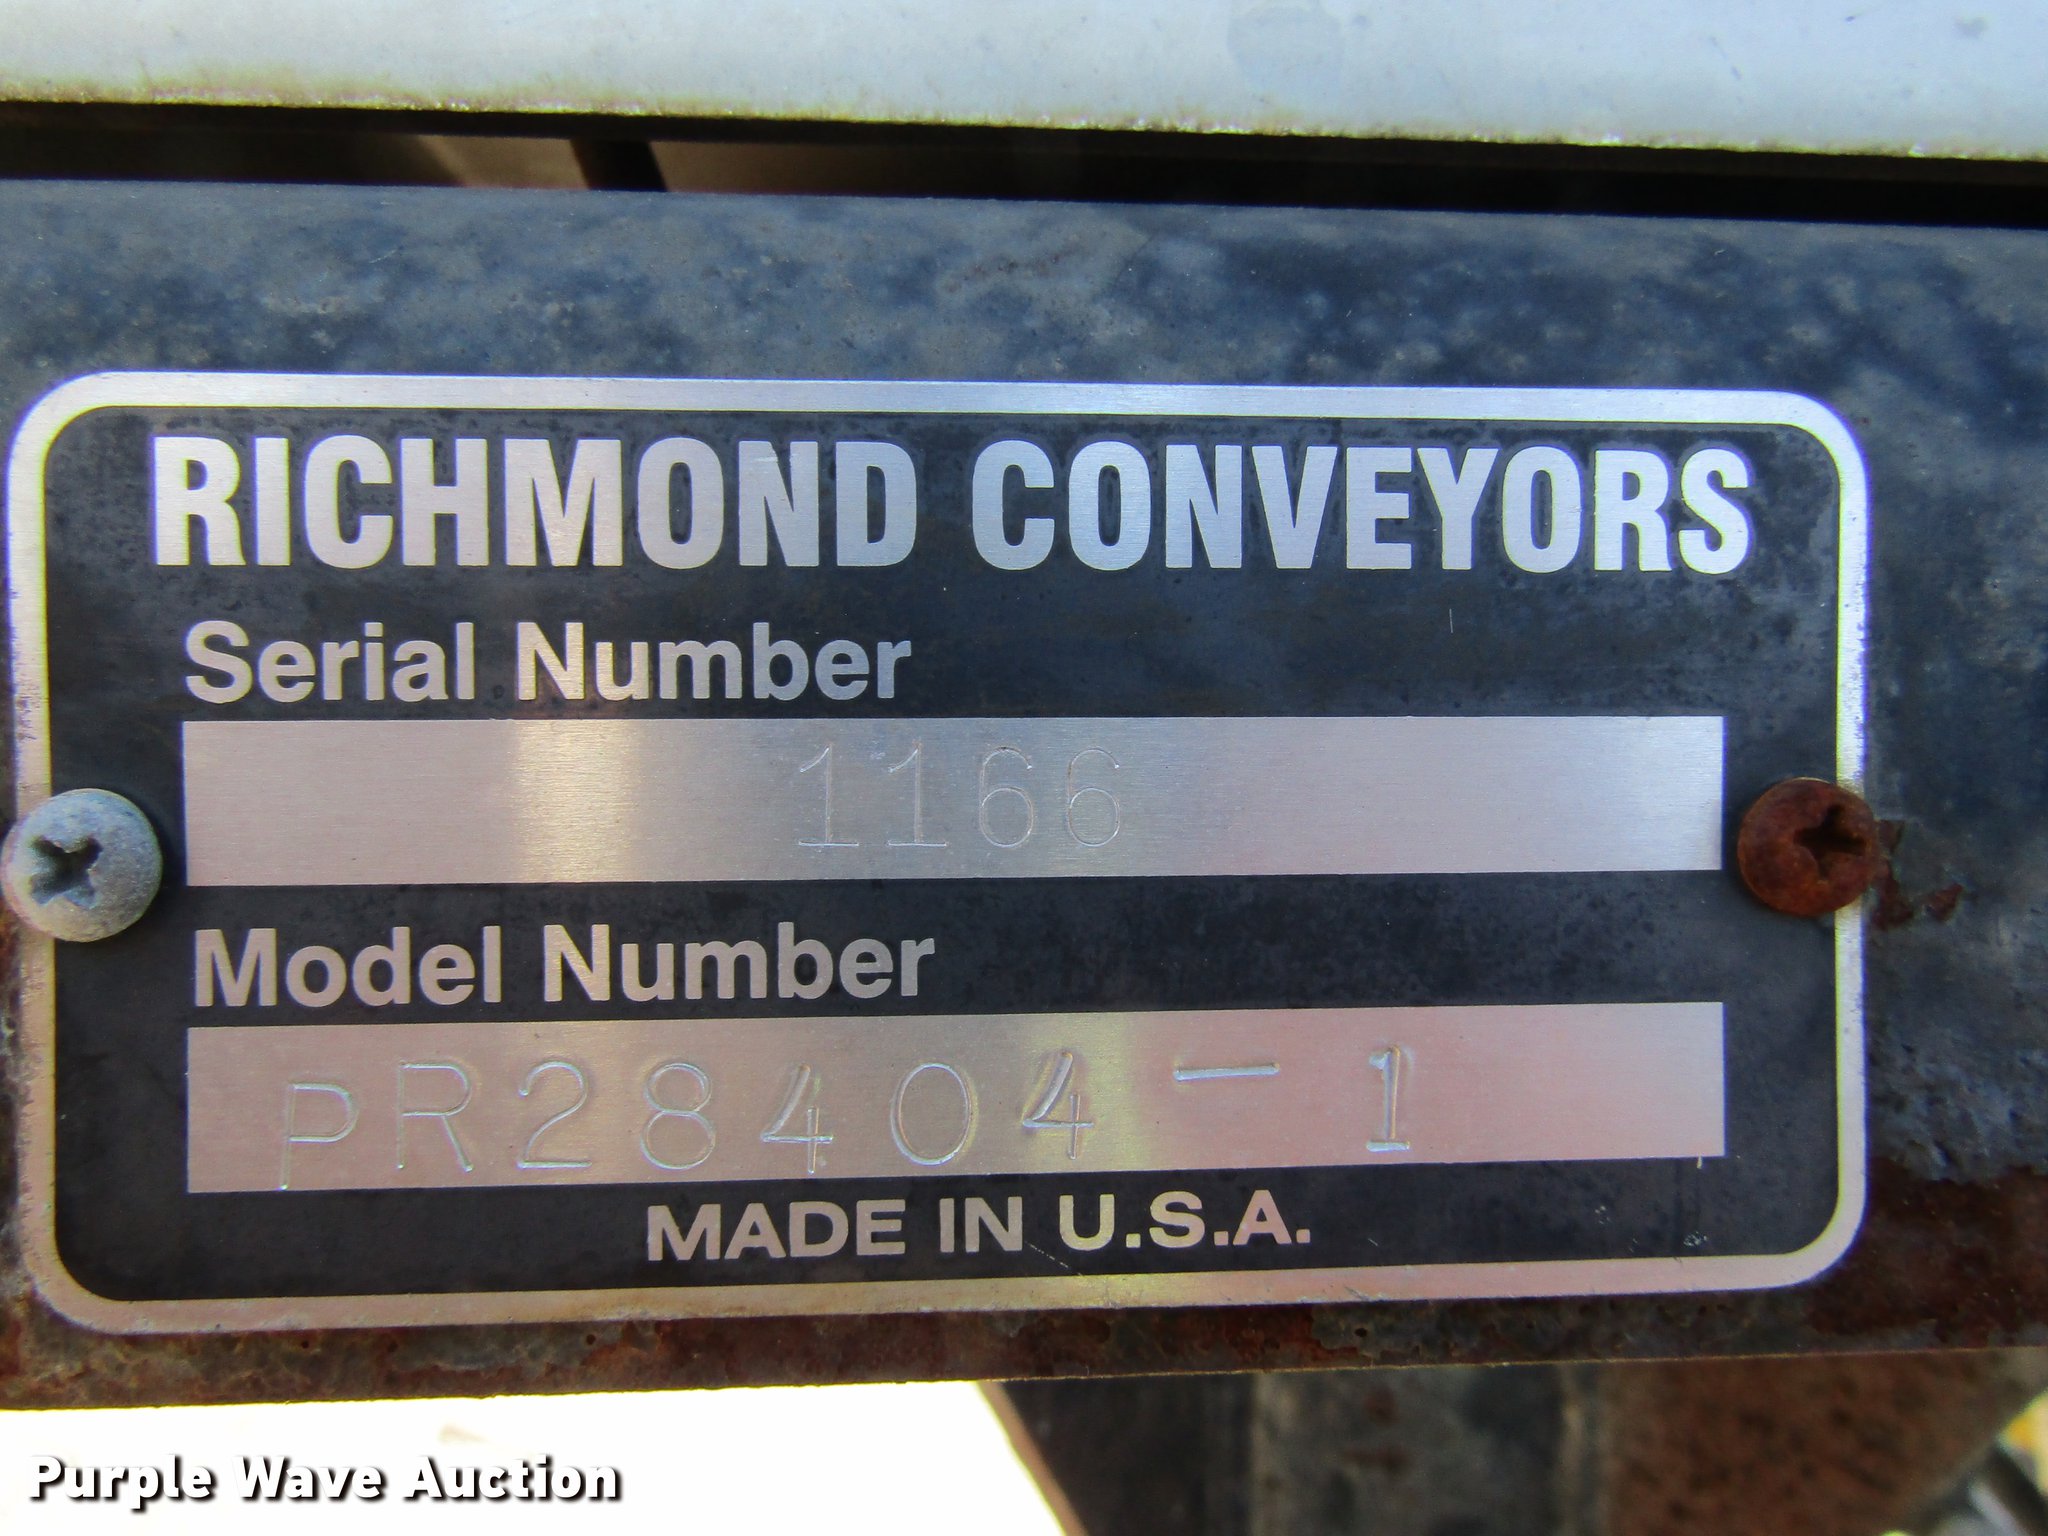 RICHMOND CONVEYORS
Serial Number
1166
Model Number
PR28404-1
MADE IN U.S.A.
Purple Wave Auction